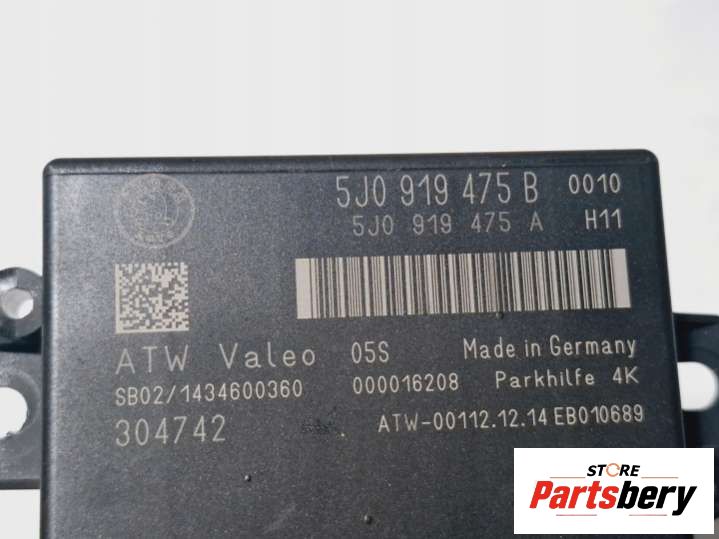 5J0 919 475 B 0010
5J0 919 475 A H11
ATW Valeo 05S Made in Germany
SB02/1434600360 000016208 Parkhilfe 4K
304742 ATW-00112.12.14 EB010689
STORE
Partsbery